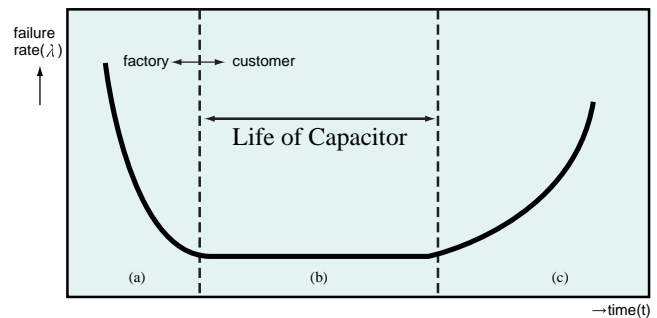 failure
rate(λ)
factory
customer
Life of Capacitor
(a)
(b)
(c)
→time(t)